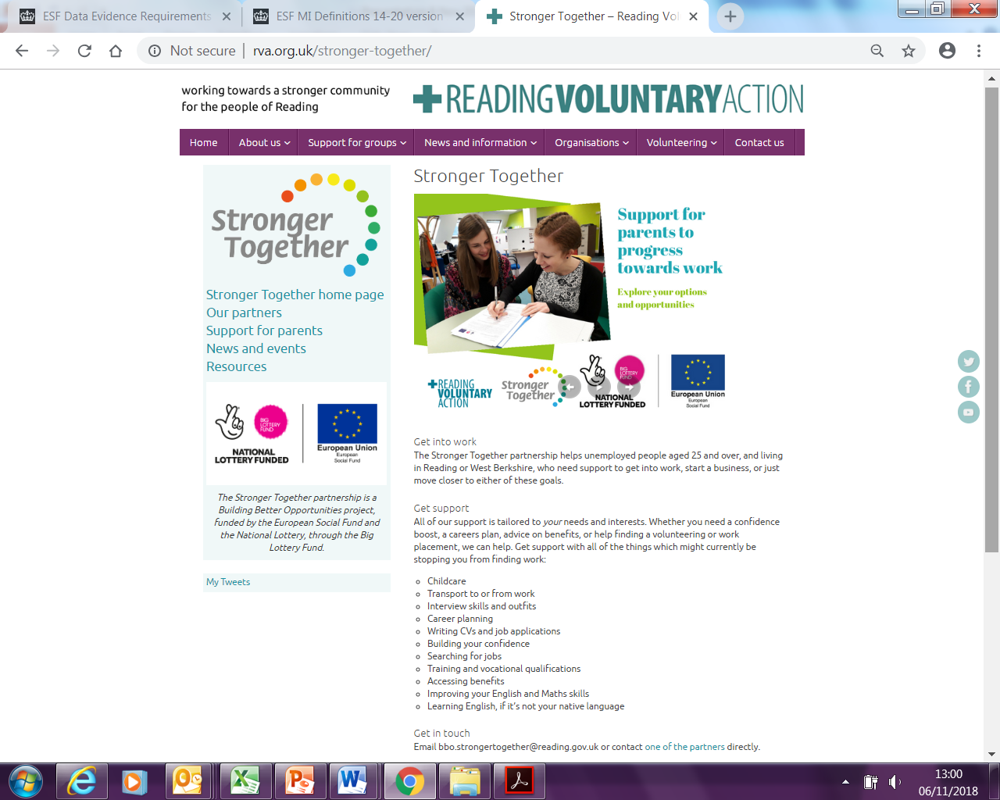 ESF Data Evidence Requirements
ESF MI Definitions 14-20 version
Stronger Together – Reading Vol
Not secure | rva.org.uk/stronger-together/
working towards a stronger community
for the people of Reading
READINGVOLUNTARYACTION
Home About us Support for groups News and information Organisations Volunteering Contact us
Stronger
Together
Stronger Together home page
Our partners
Support for parents
News and events
Resources
BIG
LOTTERY
FUND
NATIONAL
LOTTERY FUNDED
European Union
European
Social Fund
The Stronger Together partnership is a
Building Better Opportunities project,
funded by the European Social Fund and
the National Lottery, through the Big
Lottery Fund.
My Tweets
Stronger Together
Support for
parents to
progress
towards work
Explore your options
and opportunities
READING
VOLUNTARY
ACTION
Stronger
Together
BIG
LOTTERY
FUND
NATIONAL
LOTTERY FUNDED
European Union
European
Social Fund
Get into work
The Stronger Together partnership helps unemployed people aged 25 and over, and living
in Reading or West Berkshire, who need support to get into work, start a business, or just
move closer to either of these goals.
Get support
All of our support is tailored to your needs and interests. Whether you need a confidence
boost, a careers plan, advice on benefits, or help finding a volunteering or work
placement, we can help. Get support with all of the things which might currently be
stopping you from finding work:
Childcare
Transport to or from work
Interview skills and outfits
Career planning
Writing CVs and job applications
Building your confidence
Searching for jobs
Training and vocational qualifications
Accessing benefits
Improving your English and Maths skills
Learning English, if it's not your native language
Get in touch
Email bbo.strongertogether@reading.gov.uk or contact one of the partners directly.
13:00
06/11/2018